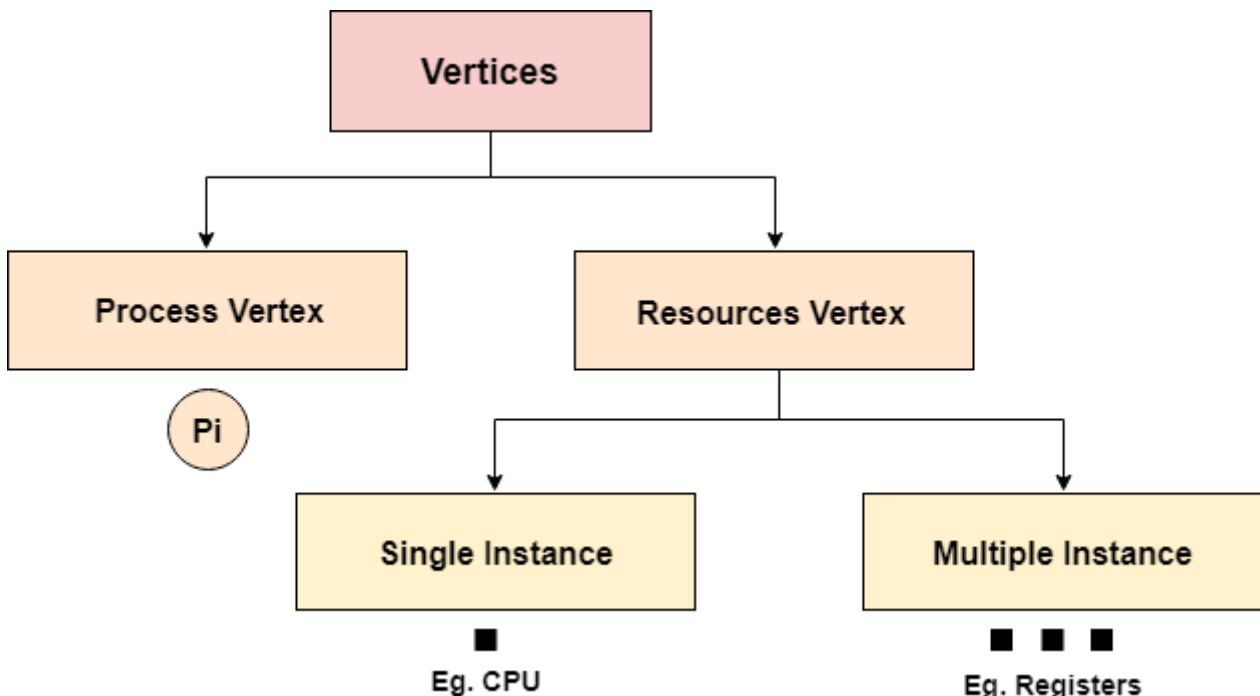 Vertices
Process Vertex
Resources Vertex
Pi
Single Instance
Multiple Instance
Eg. CPU
Eg. Registers